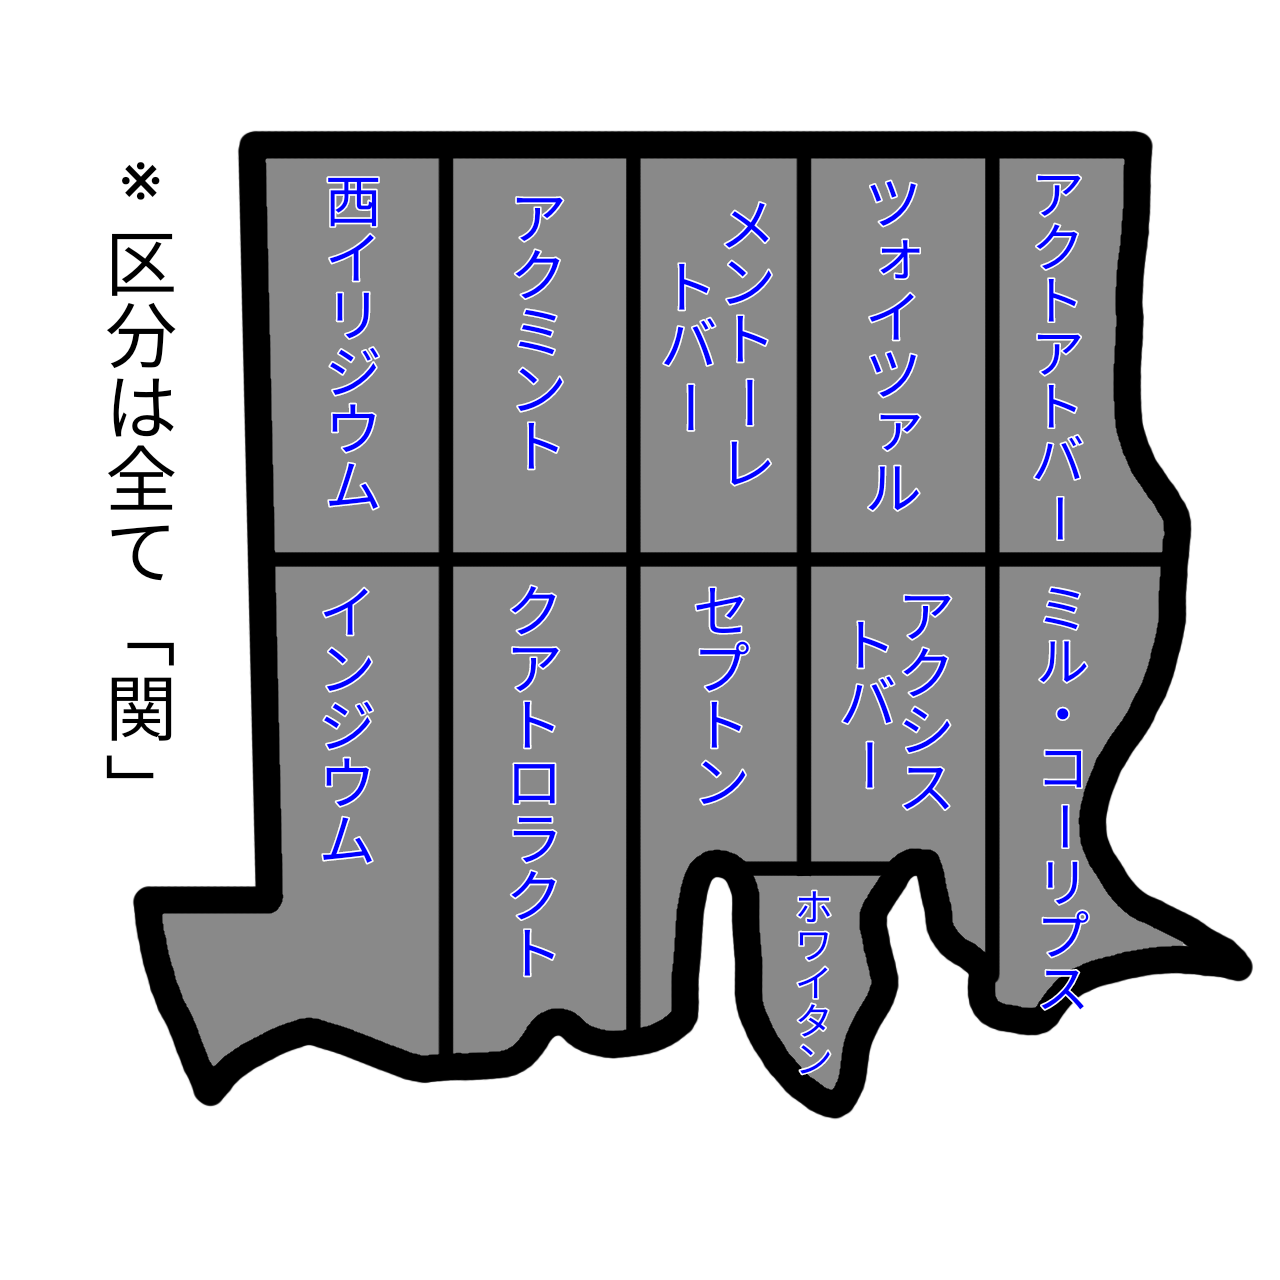 ※区分は全て「関」
西イリジウム
アクミント
メントーレ
トバー
ツォイツァル
アクトアトバー
インジウム
クアトロラクト
セプトン
アクシス
トバー
ミル・コーリプス
ホワイタン